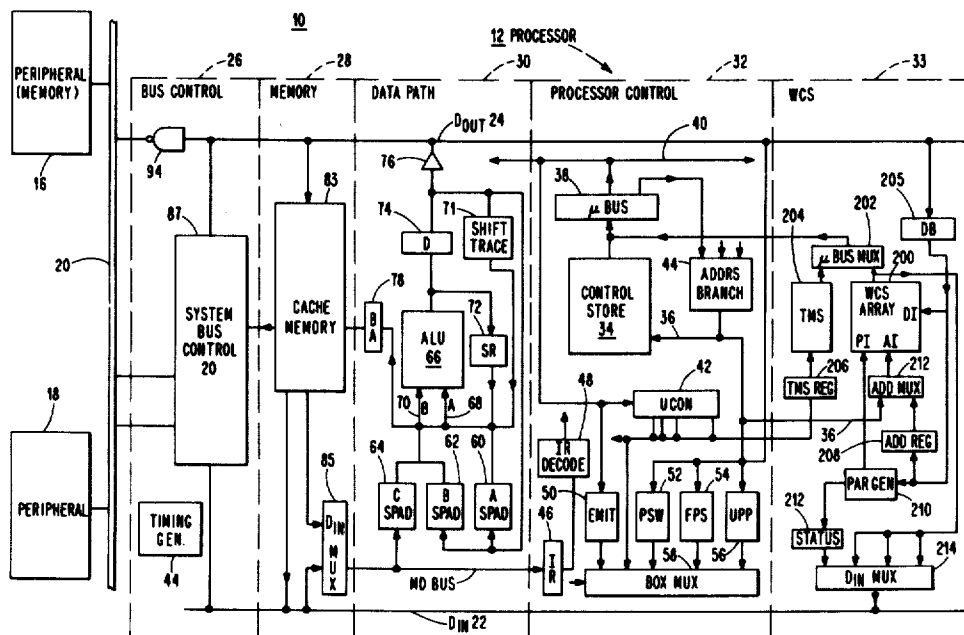 10
12 PROCESSOR
26
28
30
32
33
PERIPHERAL
(MEMORY)
16
BUS CONTROL
MEMORY
DATA PATH
PROCESSOR CONTROL
WCS
DOUT 24
94
76
40
83
38
μ BUS
205
DB
87
74
D
71
SHIFT
TRACE
204
202
μ BUS MUX
20
SYSTEM
BUS
CONTROL
20
CACHE
MEMORY
78
BA
ALU
66
72
SR
CONTROL
STORE
34
44
ADDRS
BRANCH
36
TMS
200
WCS
ARRAY
DI
PI AI
70
B
A
68
42
UCON
48
IR
DECODE
206
TMS REG
212
ADD MUX
36
208
ADD REG
18
PERIPHERAL
85
DIN
MUX
64
C
SPAD
62
B
SPAD
60
A
SPAD
50
EMIT
52
PSW
54
FPS
56
UPP
PAR GEN
210
TIMING
GEN.
44
46
IR
58
BOX MUX
212
STATUS
DIN MUX
214
MD BUS
DIN 22